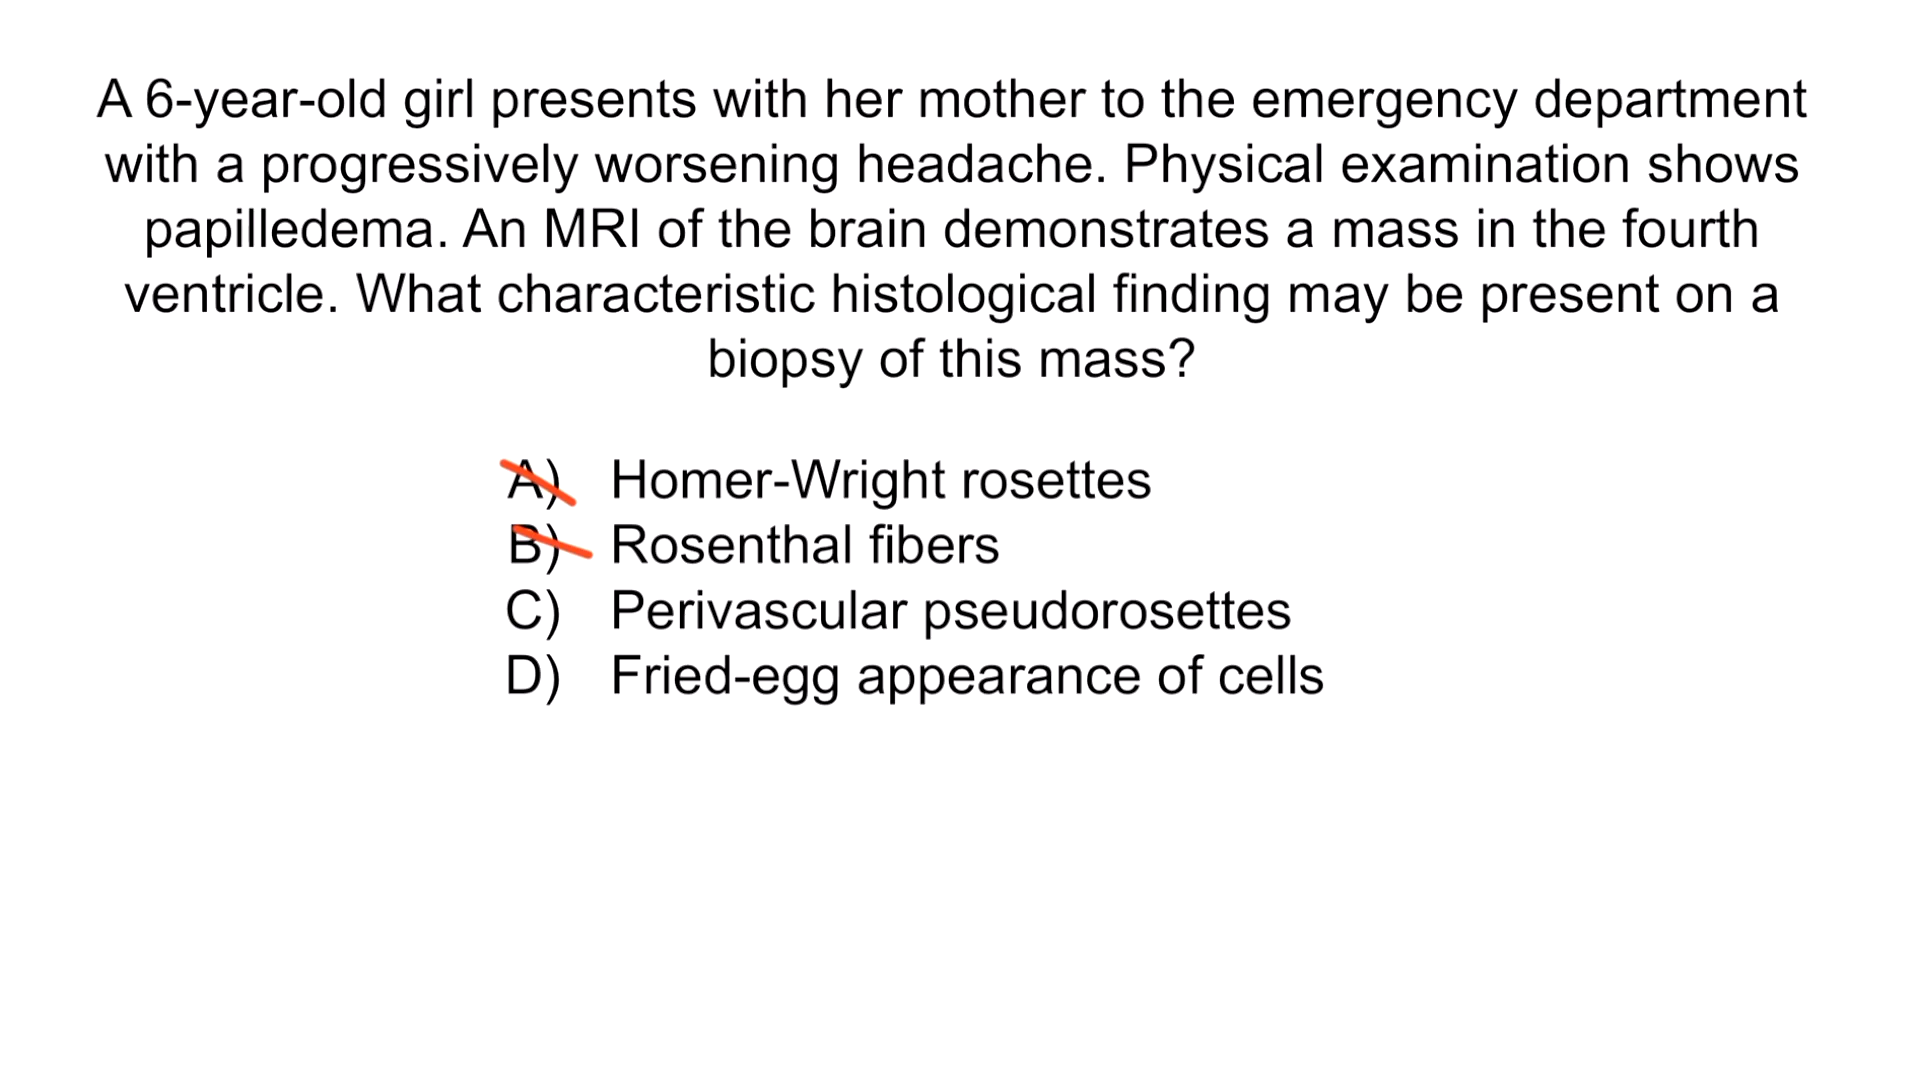 A 6-year-old girl presents with her mother to the emergency department
with a progressively worsening headache. Physical examination shows
papilledema. An MRI of the brain demonstrates a mass in the fourth
ventricle. What characteristic histological finding may be present on a
biopsy of this mass?
A) Homer-Wright rosettes
B) Rosenthal fibers
C) Perivascular pseudorosettes
D) Fried-egg appearance of cells